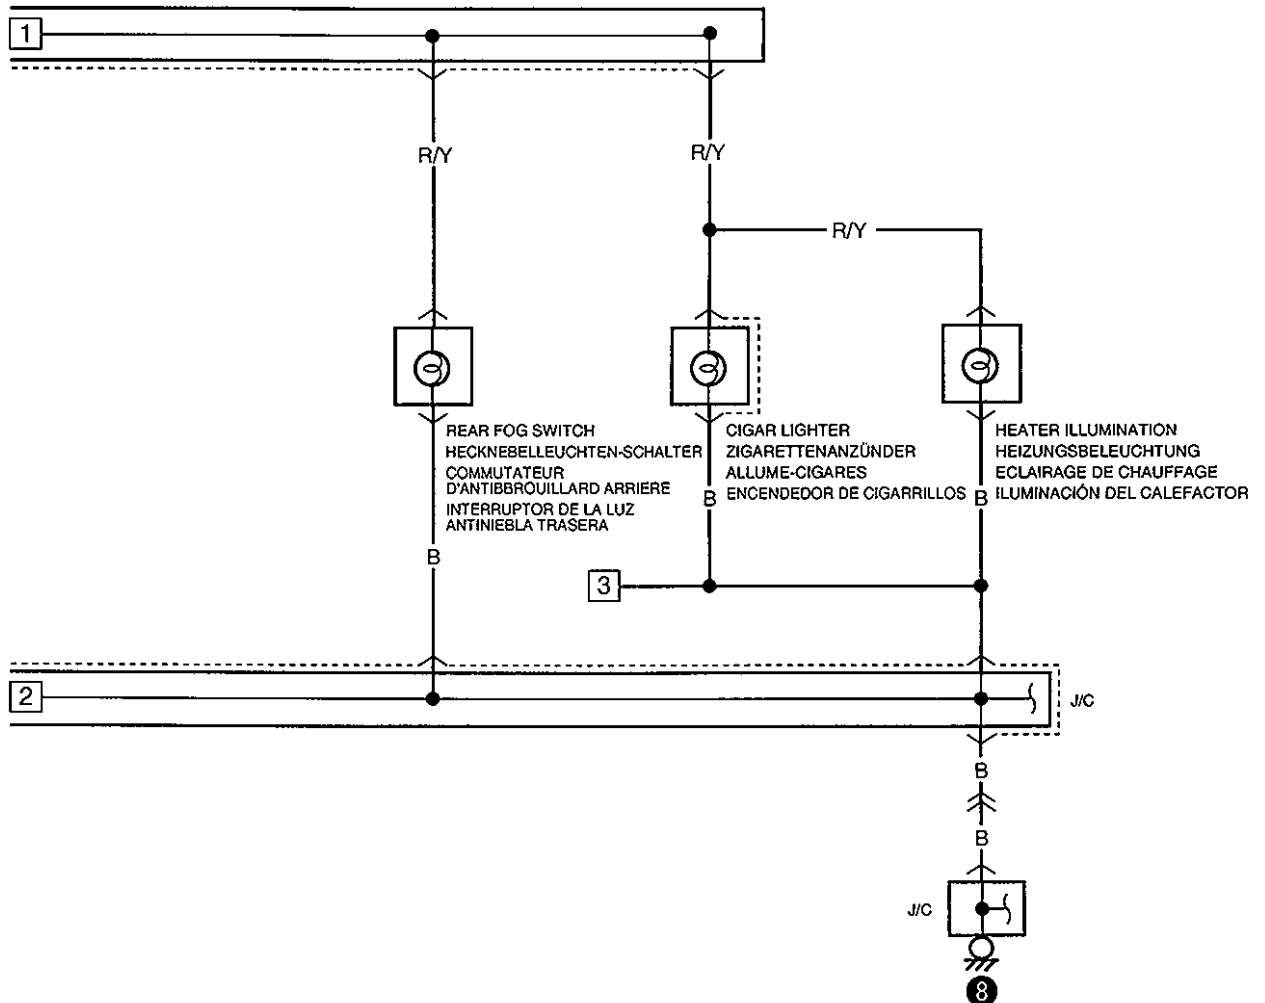 1
R/Y
R/Y
R/Y
REAR FOG SWITCH
HECKNEBELLEUCHTEN-SCHALTER
COMMUTATEUR
D'ANTIBBROUILLARD ARRIERE
INTERRUPTOR DE LA LUZ
ANTINIEBLA TRASERA
CIGAR LIGHTER
ZIGARETTENANZÜNDER
ALLUME-CIGARES
ENCENDEDOR DE CIGARRILLOS
HEATER ILLUMINATION
HEIZUNGSBELEUCHTUNG
ECLAIRAGE DE CHAUFFAGE
ILUMINACIÓN DEL CALEFACTOR
B
B
B
3
2
J/C
B
B
J/C
8